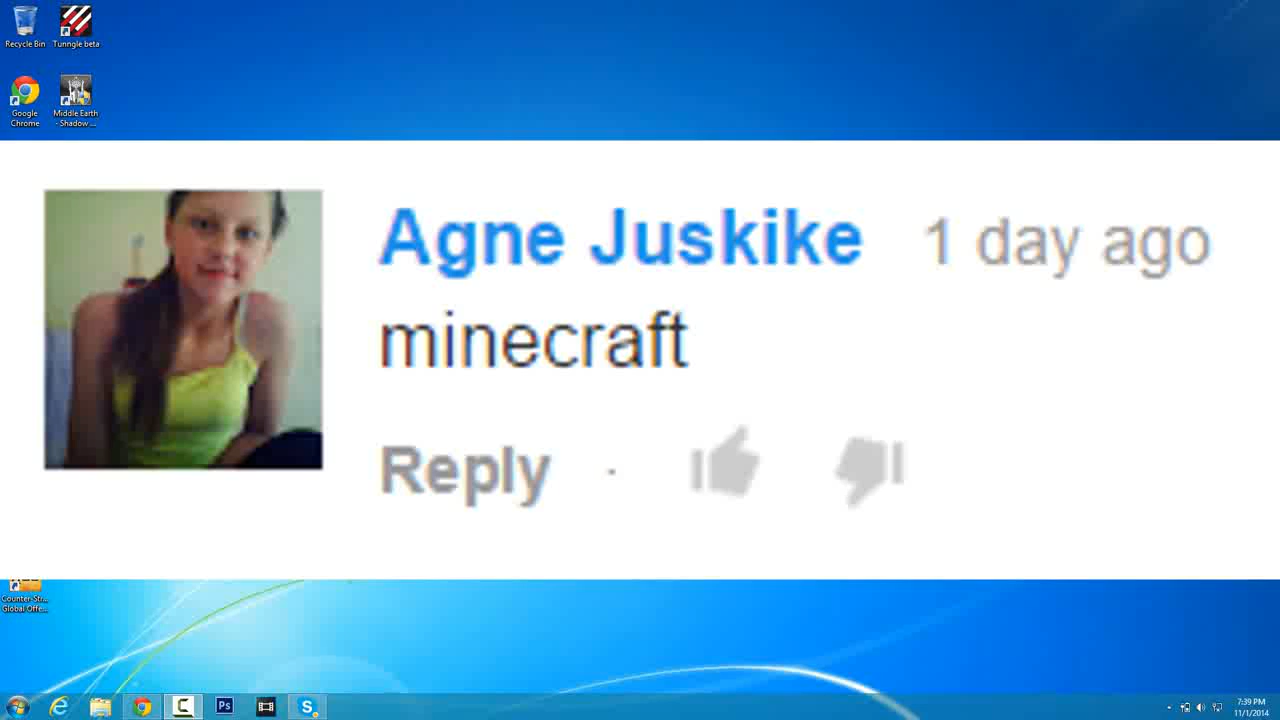 Recycle Bin
Tunngle beta
Google
Chrome
Middle Earth
- Shadow ...
Agne Juskike 1 day ago
minecraft
Reply ·
Counter-Str...
Global Offe...
Ps
S
7:39 PM
11/1/2014